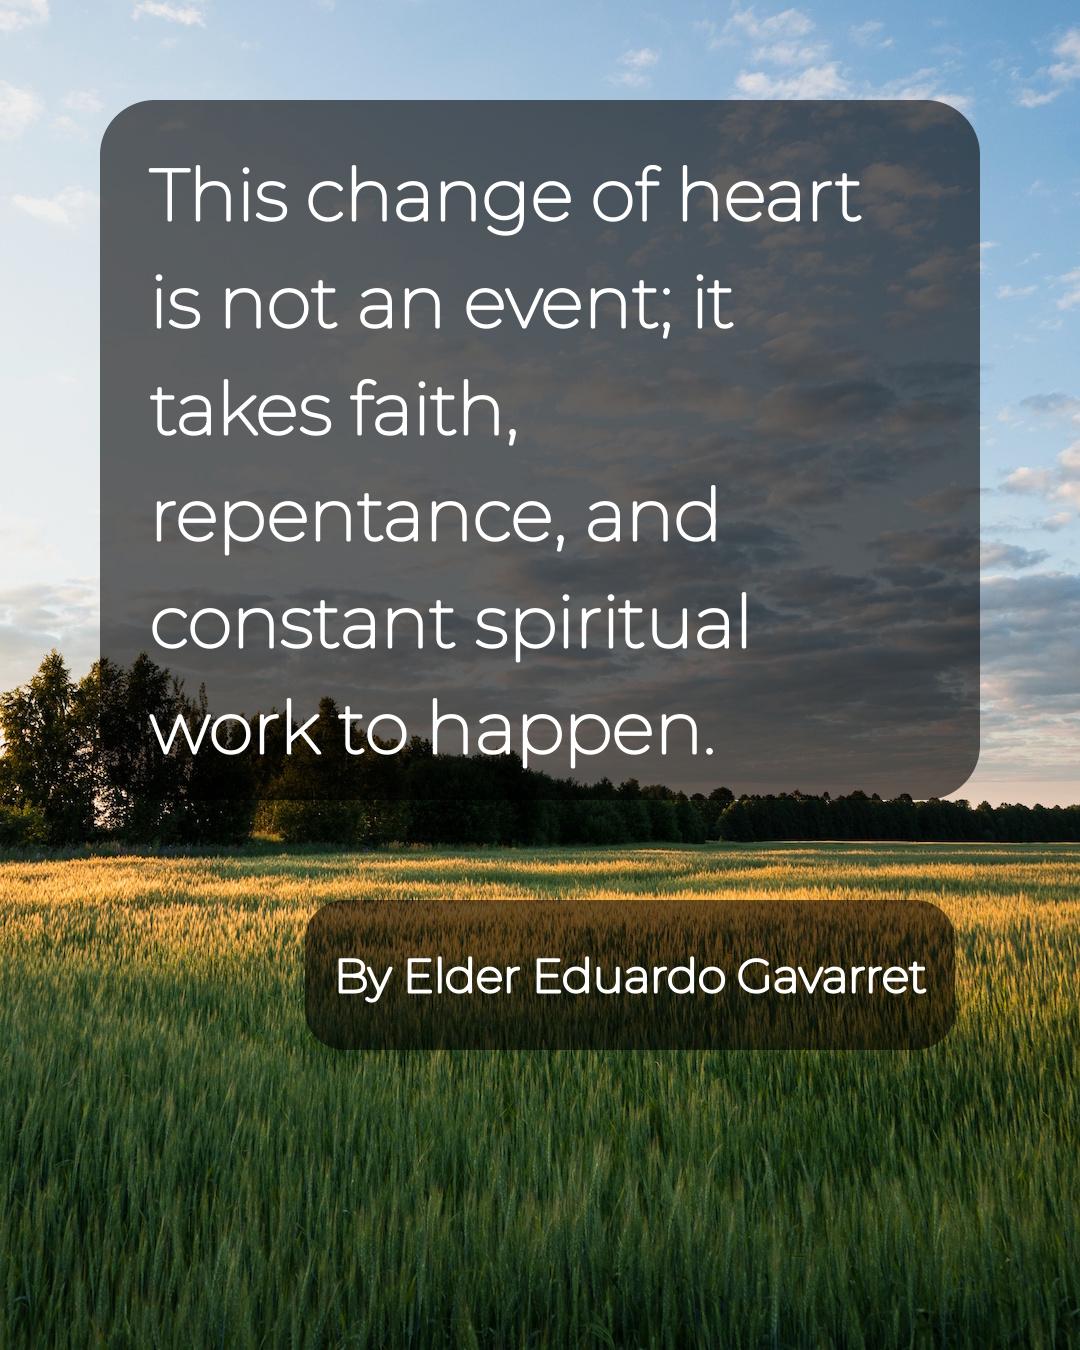 This change of heart
is not an event; it
takes faith,
repentance, and
constant spiritual
work to happen.
By Elder Eduardo Gavarret